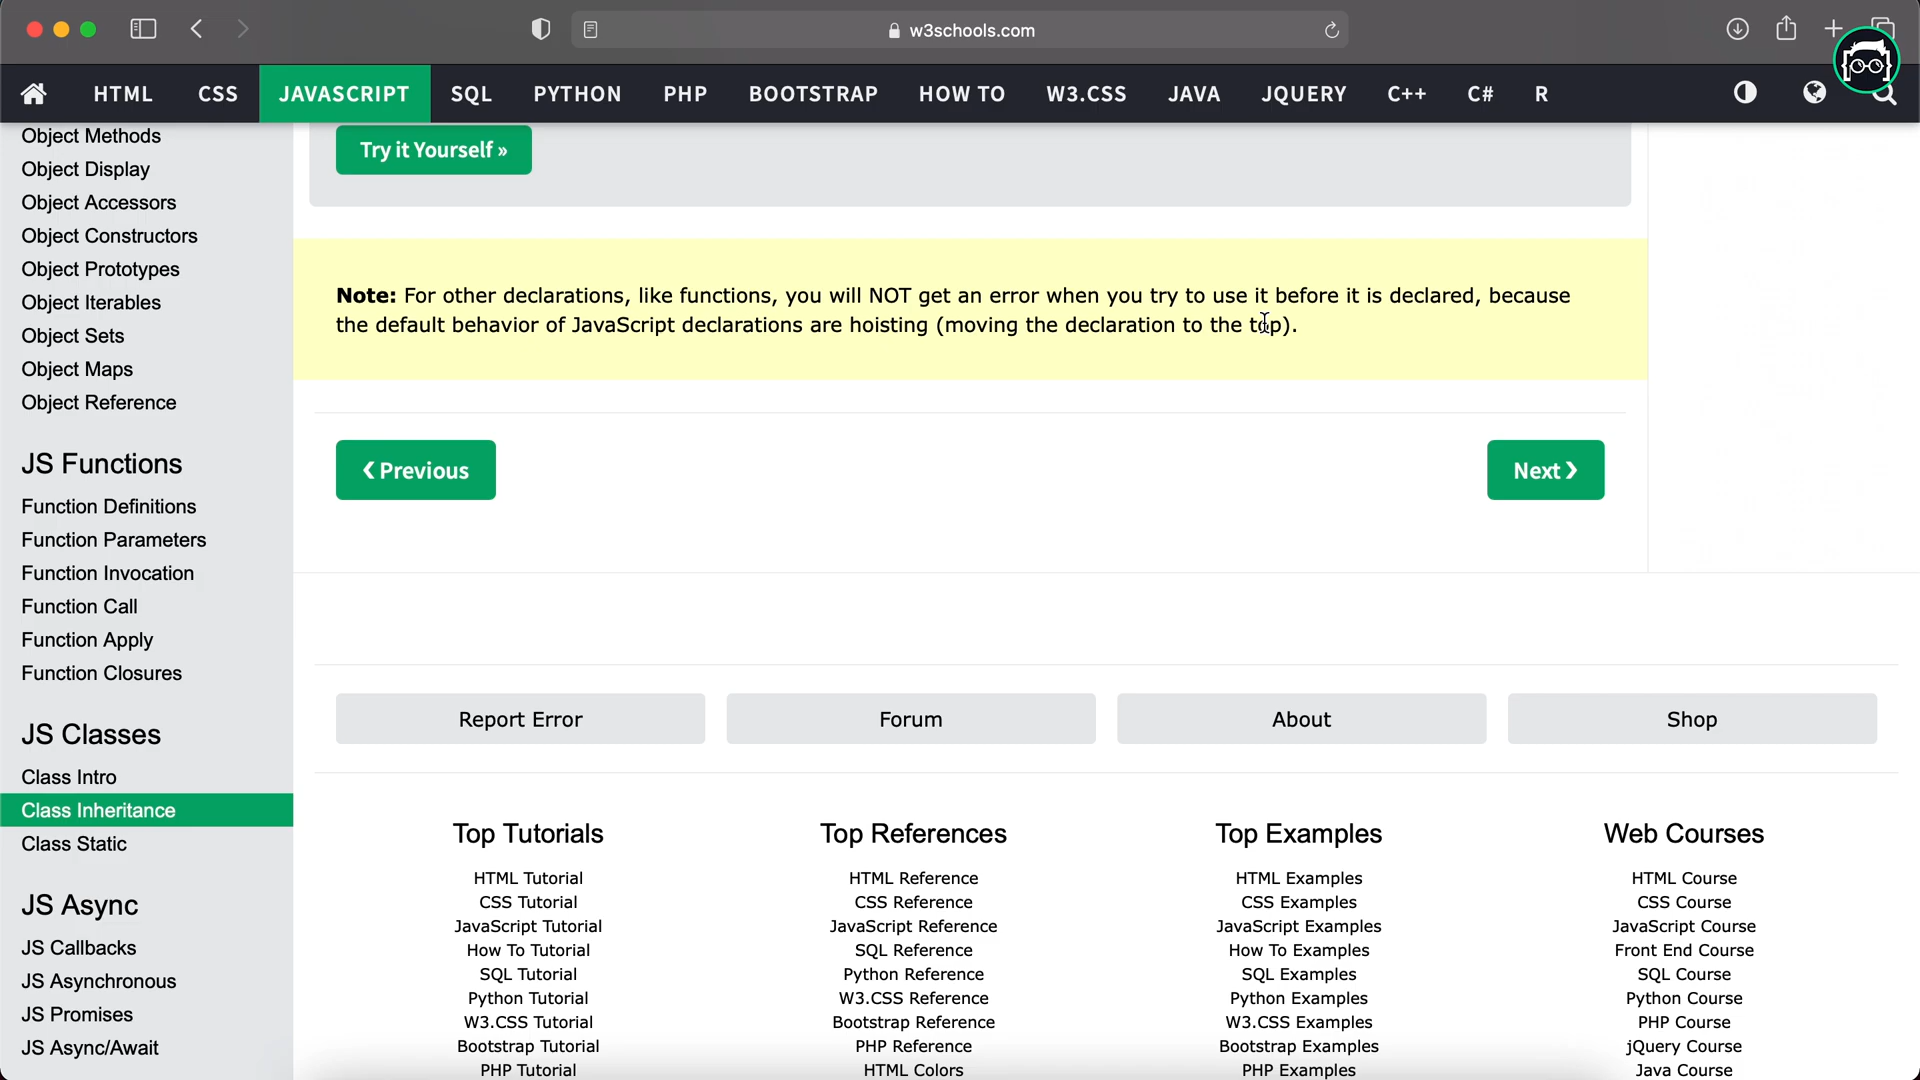 w3schools.com
HTML CSS JAVASCRIPT SQL PYTHON PHP BOOTSTRAP HOW TO W3.CSS JAVA JQUERY C++ C# R
Object Methods
Object Display
Object Accessors
Object Constructors
Object Prototypes
Object Iterables
Object Sets
Object Maps
Object Reference
JS Functions
Function Definitions
Function Parameters
Function Invocation
Function Call
Function Apply
Function Closures
JS Classes
Class Intro
Class Inheritance
Class Static
JS Async
JS Callbacks
JS Asynchronous
JS Promises
JS Async/Await
Try it Yourself »
Note: For other declarations, like functions, you will NOT get an error when you try to use it before it is declared, because
the default behavior of JavaScript declarations are hoisting (moving the declaration to the top).
❮ Previous
Next ❯
Report Error
Forum
About
Shop
Top Tutorials
HTML Tutorial
CSS Tutorial
JavaScript Tutorial
How To Tutorial
SQL Tutorial
Python Tutorial
W3.CSS Tutorial
Bootstrap Tutorial
PHP Tutorial
Top References
HTML Reference
CSS Reference
JavaScript Reference
SQL Reference
Python Reference
W3.CSS Reference
Bootstrap Reference
PHP Reference
HTML Colors
Top Examples
HTML Examples
CSS Examples
JavaScript Examples
How To Examples
SQL Examples
Python Examples
W3.CSS Examples
Bootstrap Examples
PHP Examples
Web Courses
HTML Course
CSS Course
JavaScript Course
Front End Course
SQL Course
Python Course
PHP Course
jQuery Course
Java Course